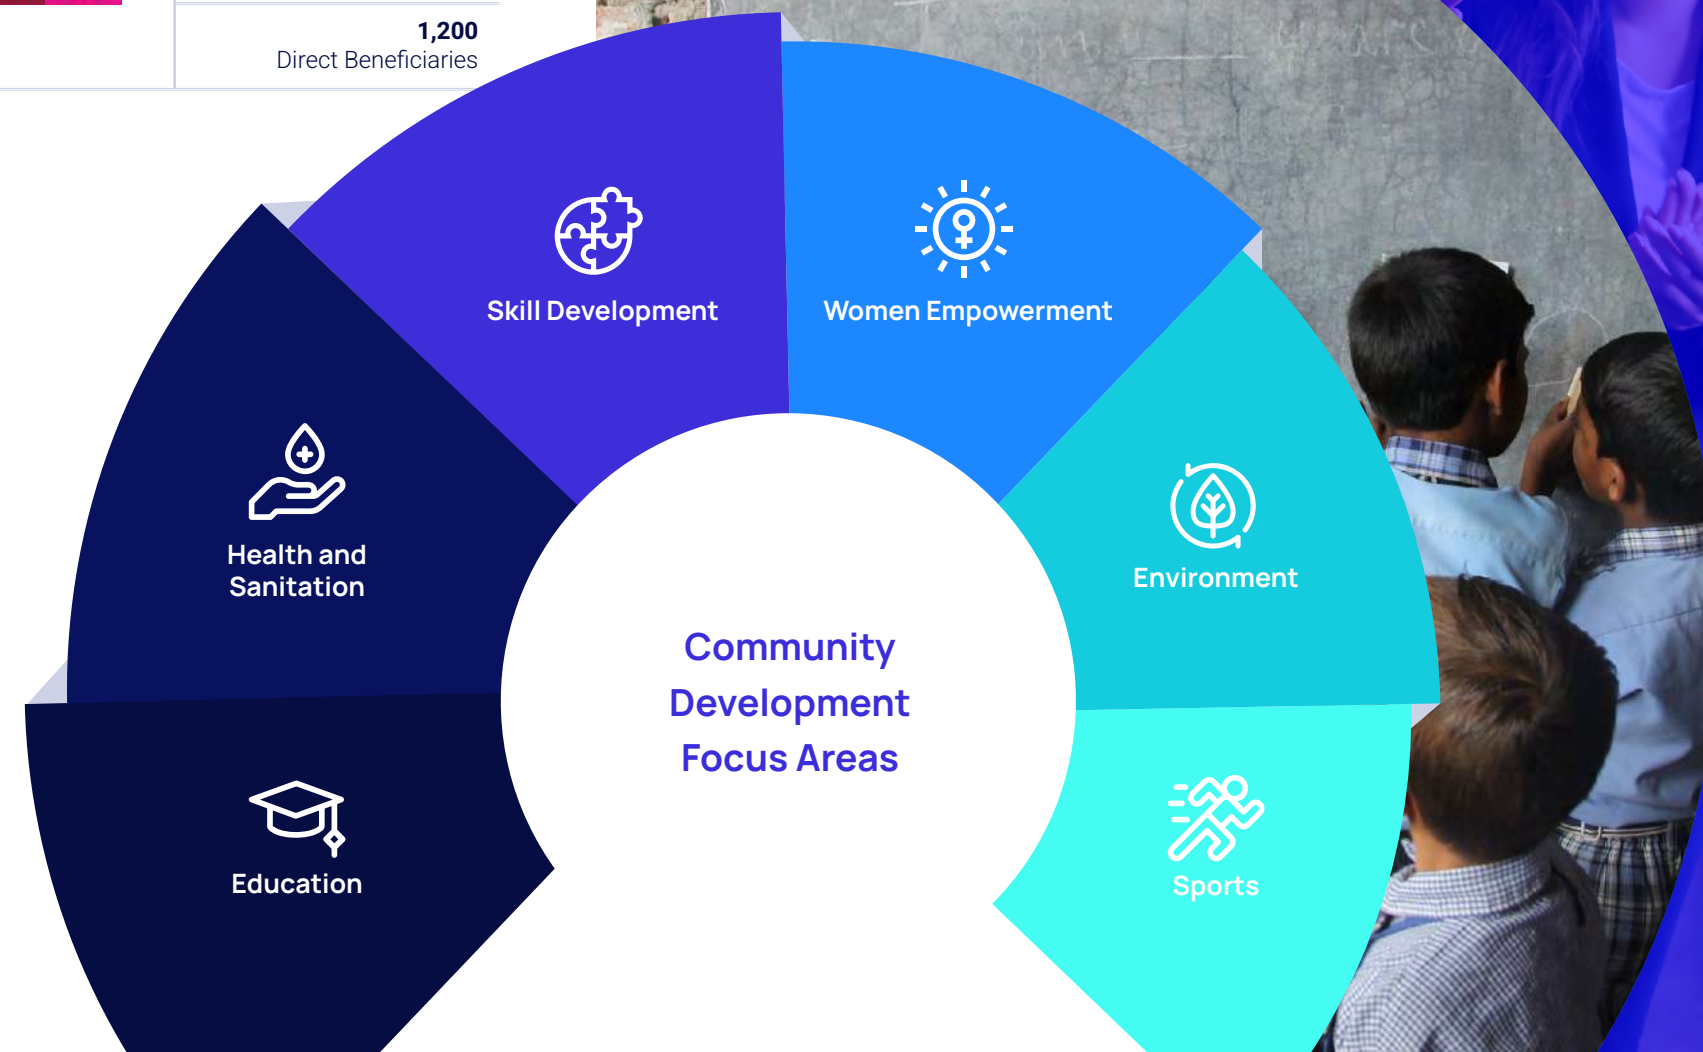 1,200
Direct Beneficiaries
Skill Development
Women Empowerment
Health and
Sanitation
Environment
Community
Development
Focus Areas
Education
Sports